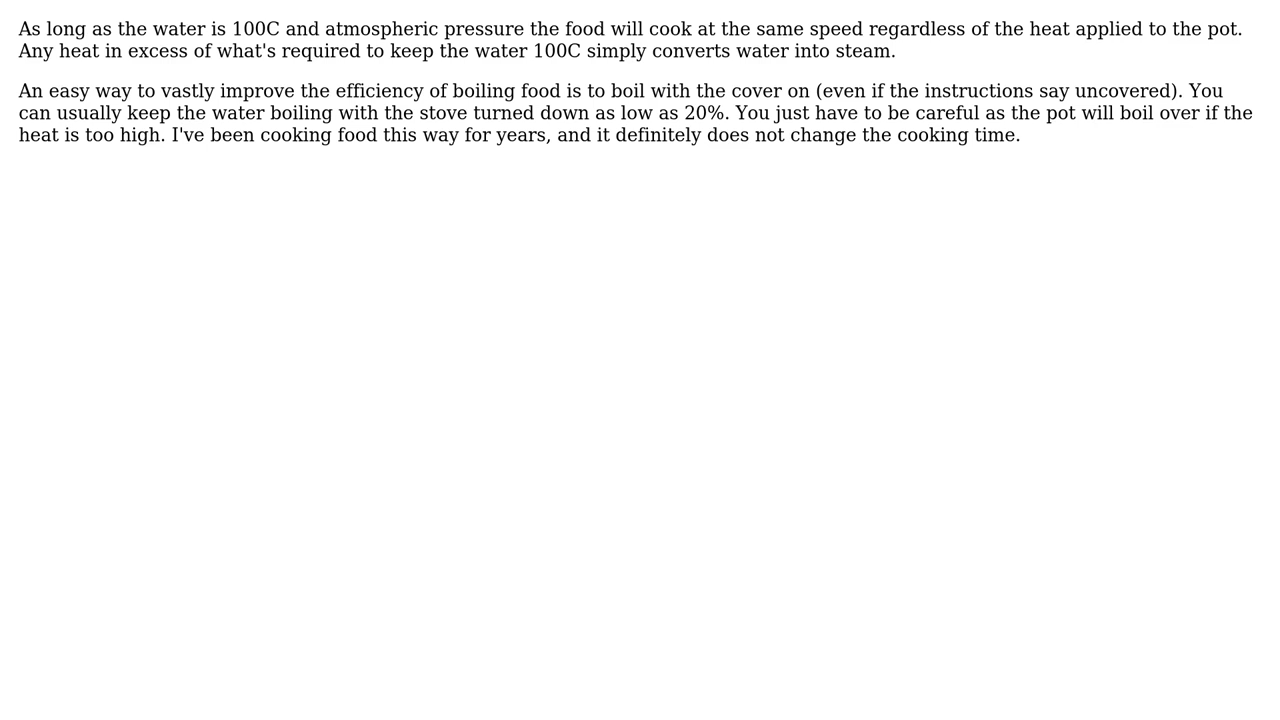 As long as the water is 100C and atmospheric pressure the food will cook at the same speed regardless of the heat applied to the pot.
Any heat in excess of what's required to keep the water 100C simply converts water into steam.
An easy way to vastly improve the efficiency of boiling food is to boil with the cover on (even if the instructions say uncovered). You
can usually keep the water boiling with the stove turned down as low as 20%. You just have to be careful as the pot will boil over if the
heat is too high. I've been cooking food this way for years, and it definitely does not change the cooking time.